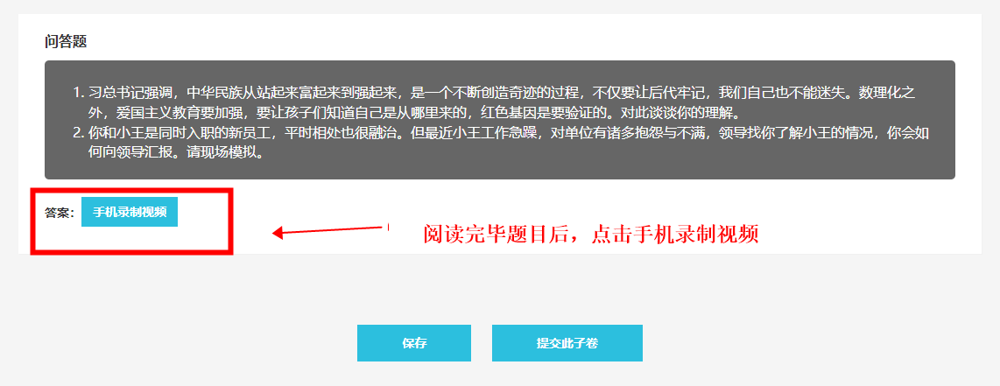 问答题
1. 习总书记强调，中华民族从站起来富起来到强起来，是一个不断创造奇迹的过程，不仅要让后代牢记，我们自己也不能迷失。数理化之
外，爱国主义教育要加强，要让孩子们知道自己是从哪里来的，红色基因是要验证的。对此谈谈你的理解。
2. 你和小王是同时入职的新员工，平时相处也很融洽。但最近小王工作急躁，对单位有诸多抱怨与不满，领导找你了解小王的情况，你会如
何向领导汇报。请现场模拟。
答案： 手机录制视频
阅读完毕题目后，点击手机录制视频
保存 提交此子卷